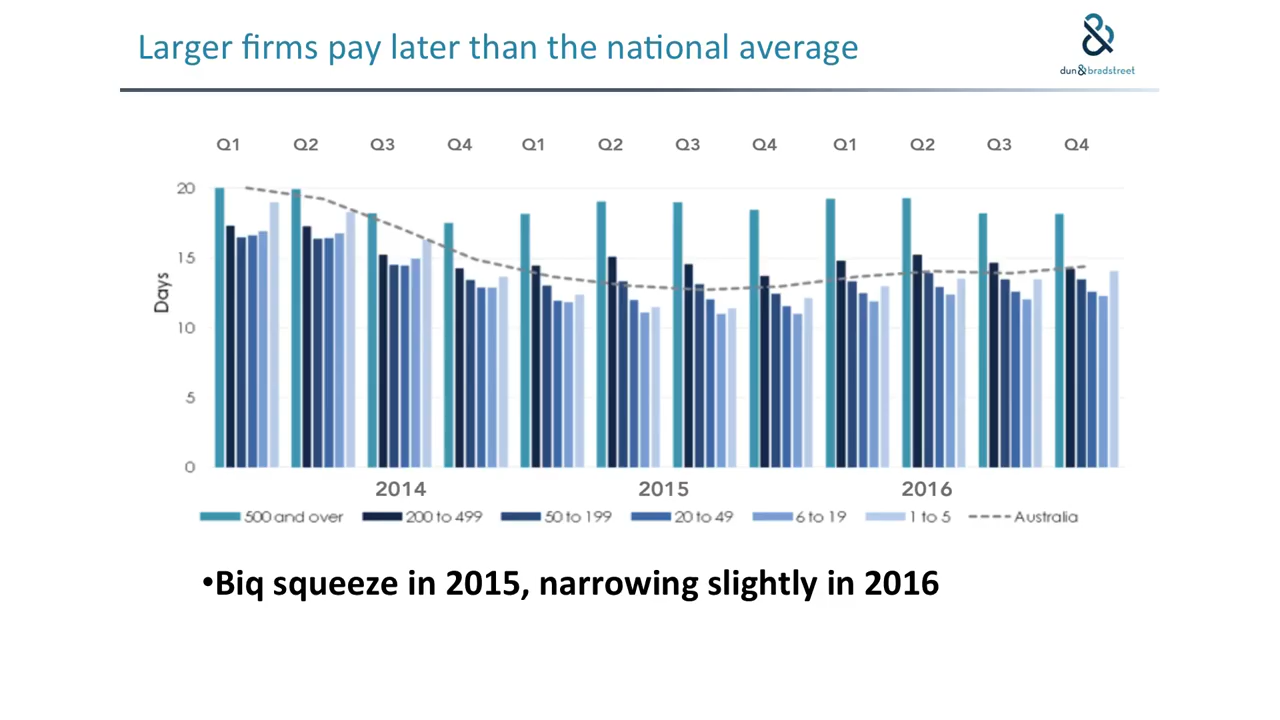 Larger firms pay later than the national average
dun&bradstreet
Q1 Q2 Q3 Q4 Q1 Q2 Q3 Q4 Q1 Q2 Q3 Q4
20
15
10
5
0
Days
2014 2015 2016
500 and over 200 to 499 50 to 199 20 to 49 6 to 19 1 to 5 Australia
•Biq squeeze in 2015, narrowing slightly in 2016